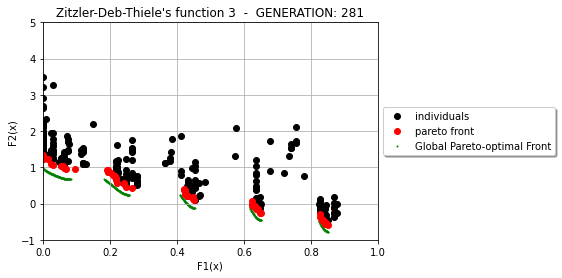 Zitzler-Deb-Thiele's function 3 - GENERATION: 281
5
4
3
2
1
0
−1
F2(x)
0.0 0.2 0.4 0.6 0.8 1.0
F1(x)
individuals
pareto front
Global Pareto-optimal Front